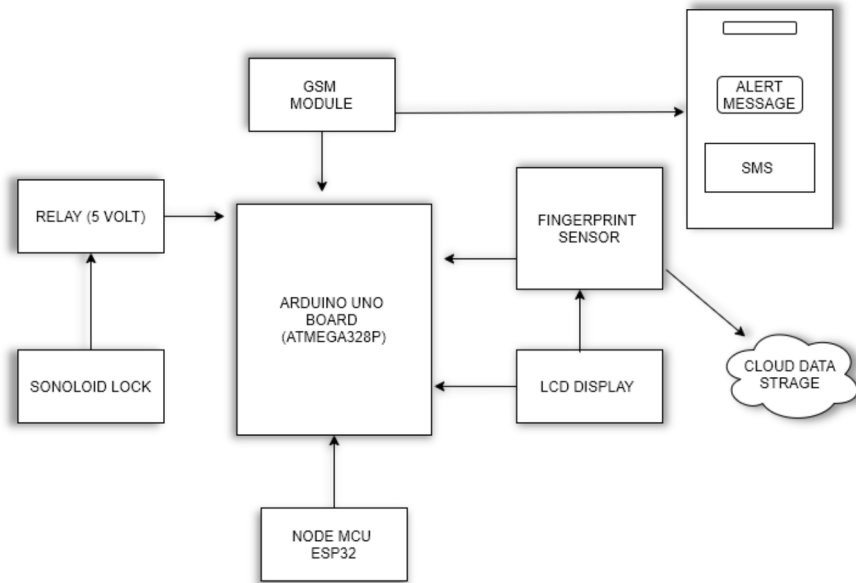 GSM
MODULE
ALERT
MESSAGE
SMS
RELAY (5 VOLT)
FINGERPRINT
SENSOR
ARDUINO UNO
BOARD
(ATMEGA328P)
SONOLOID LOCK
LCD DISPLAY
CLOUD DATA
STRAGE
NODE MCU
ESP32